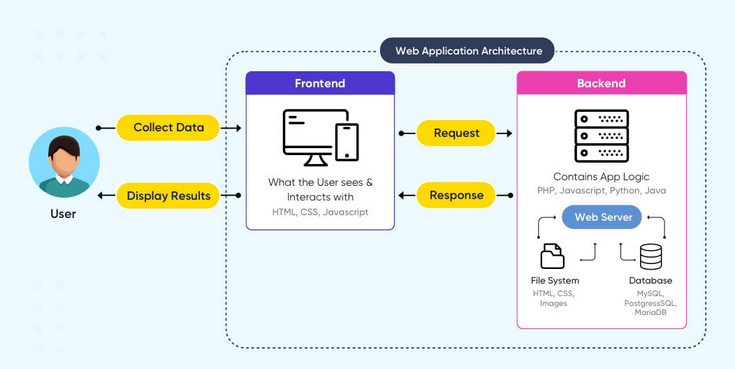 Web Application Architecture
Frontend
Backend
Collect Data
Request
What the User sees &
Interacts with
HTML, CSS, Javascript
Contains App Logic
PHP, Javascript, Python, Java
Display Results
Response
User
Web Server
File System
HTML, CSS,
Images
Database
MySQL,
PostgressSQL,
MariaDB